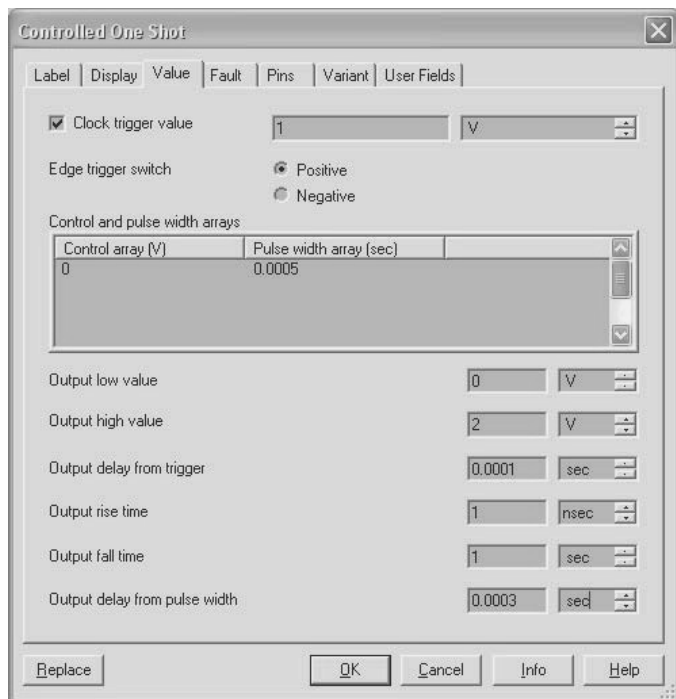 Controlled One Shot
Label Display Value Fault Pins Variant User Fields
Clock trigger value 1 V
Edge trigger switch Positive
Negative
Control and pulse width arrays
Control array (V) Pulse width array (sec)
0 0.0005
Output low value 0 V
Output high value 2 V
Output delay from trigger 0.0001 sec
Output rise time 1 nsec
Output fall time 1 sec
Output delay from pulse width 0.0003 sec
Replace OK Cancel Info Help